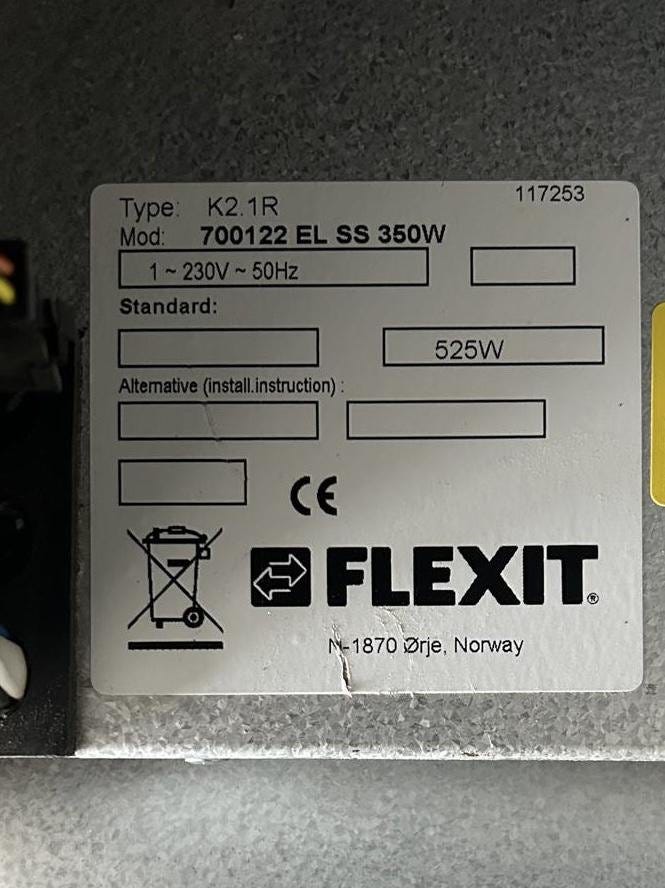 117253
Type: K2.1R
Mod: 700122 EL SS 350W
1 ~ 230V ~ 50Hz
Standard:
525W
Alternative (install.instruction) :
CE
FLEXIT®
N-1870 Ørje, Norway